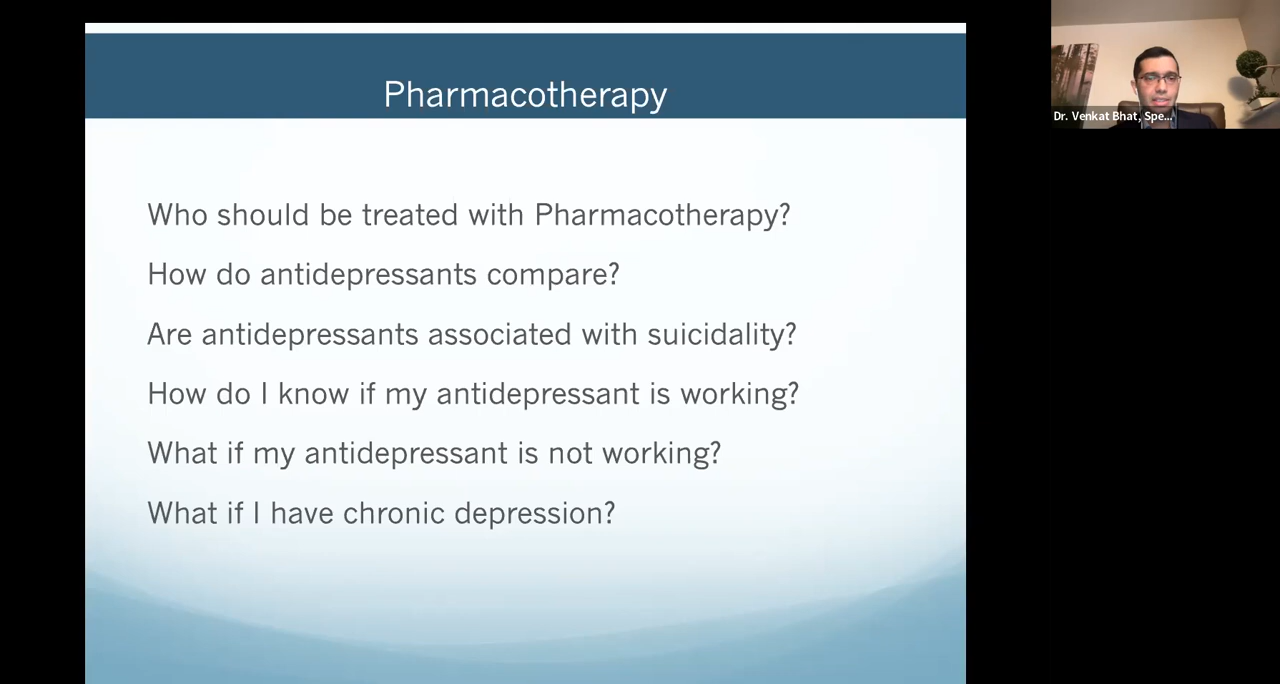 Pharmacotherapy
Dr. Venkat Bhat, Spe...
Who should be treated with Pharmacotherapy?
How do antidepressants compare?
Are antidepressants associated with suicidality?
How do I know if my antidepressant is working?
What if my antidepressant is not working?
What if I have chronic depression?